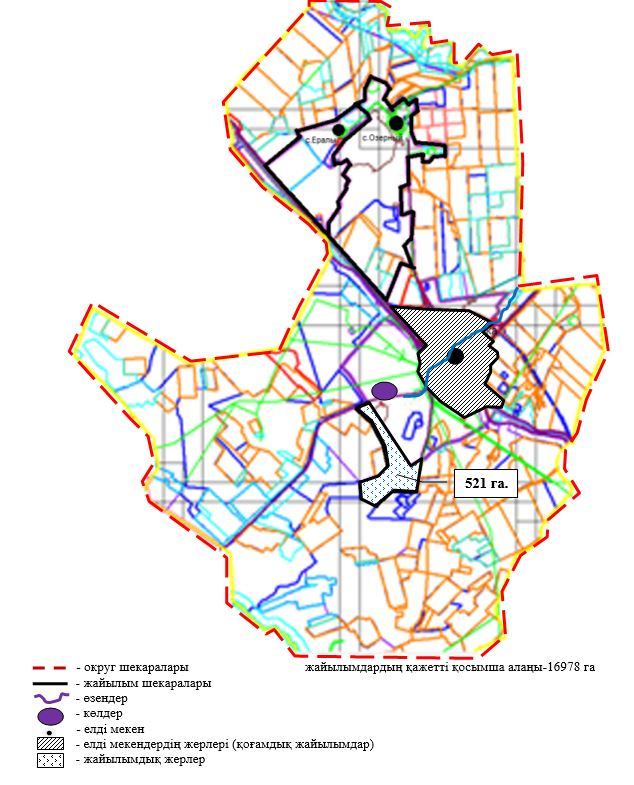 с.Ералы
с.Озерный
521 га.
- округ шекаралары
жайылымдардың қажетті қосымша алаңы-16978 га
- жайылым шекаралары
- өзендер
- көлдер
- елді мекен
- елді мекендердің жерлері (қоғамдық жайылымдар)
- жайылымдық жерлер